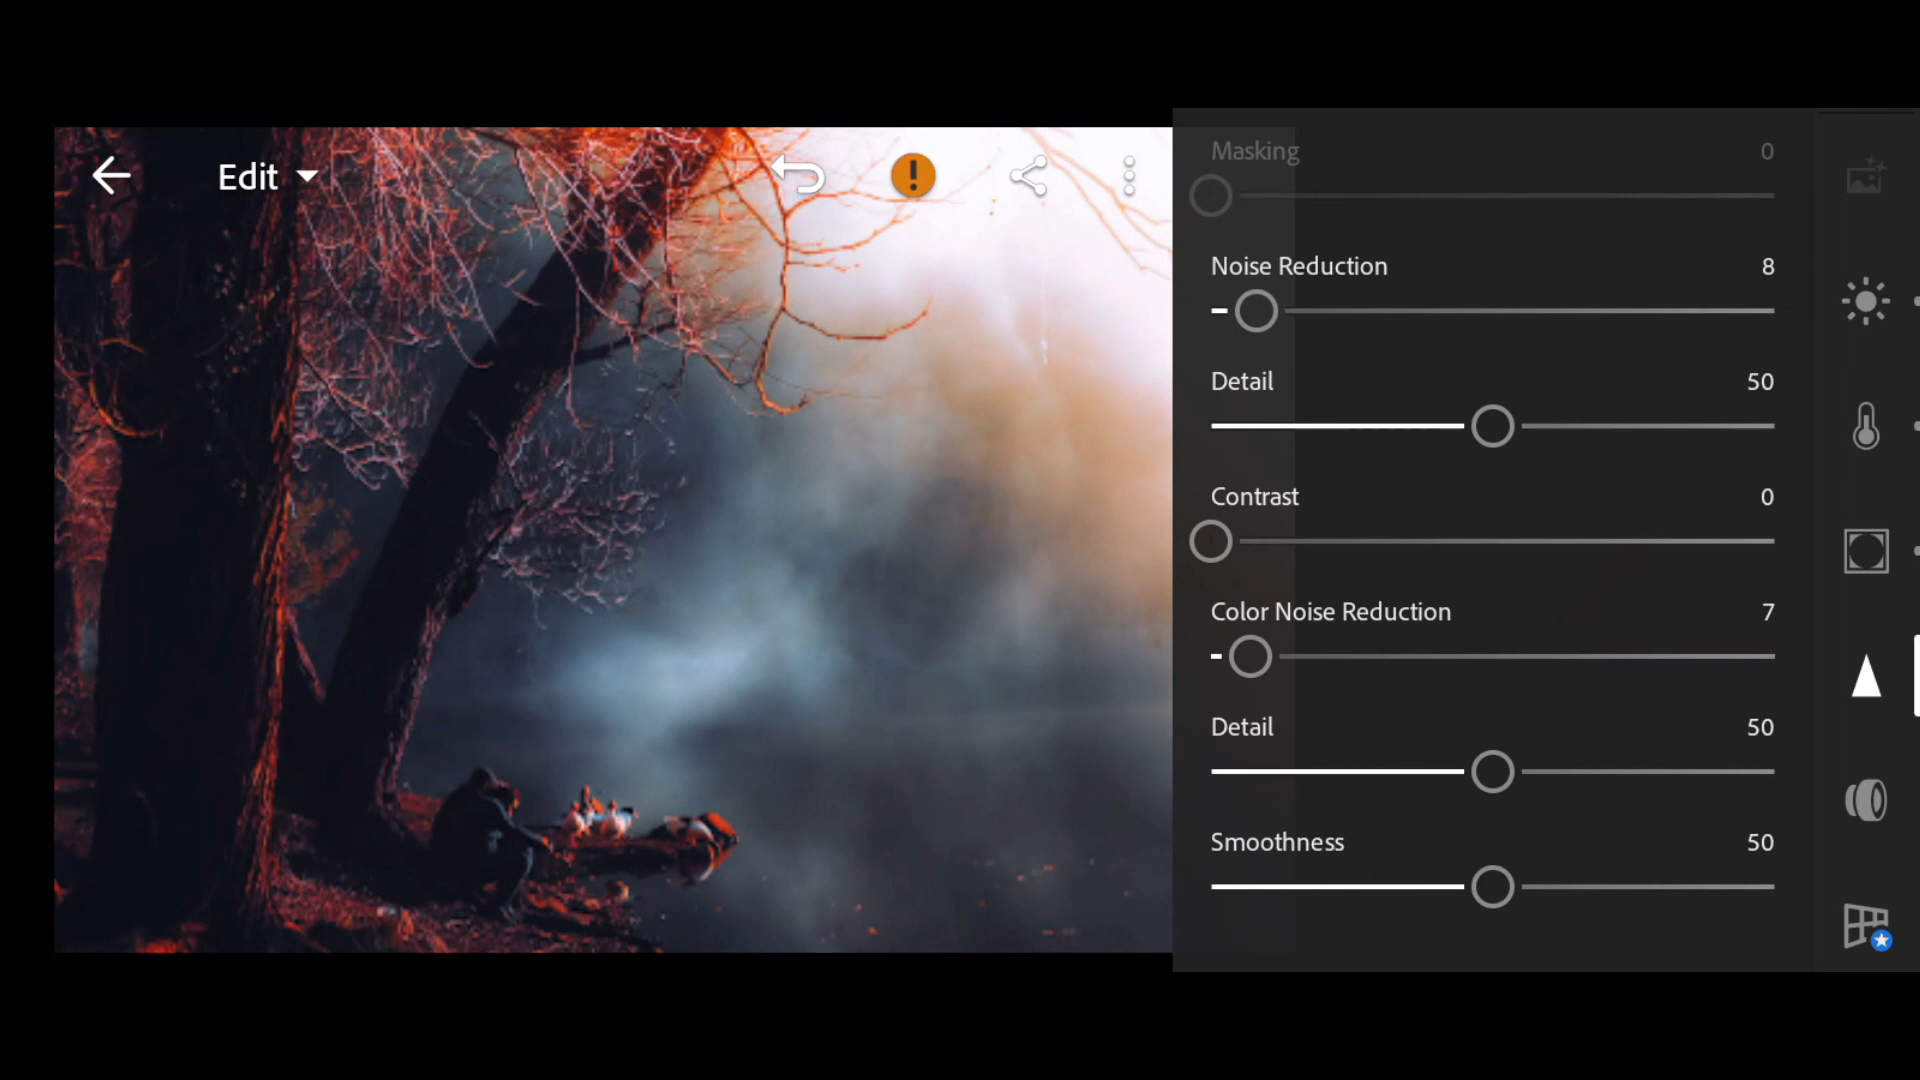 Edit
Masking 0
Noise Reduction 8
Detail 50
Contrast 0
Color Noise Reduction 7
Detail 50
Smoothness 50